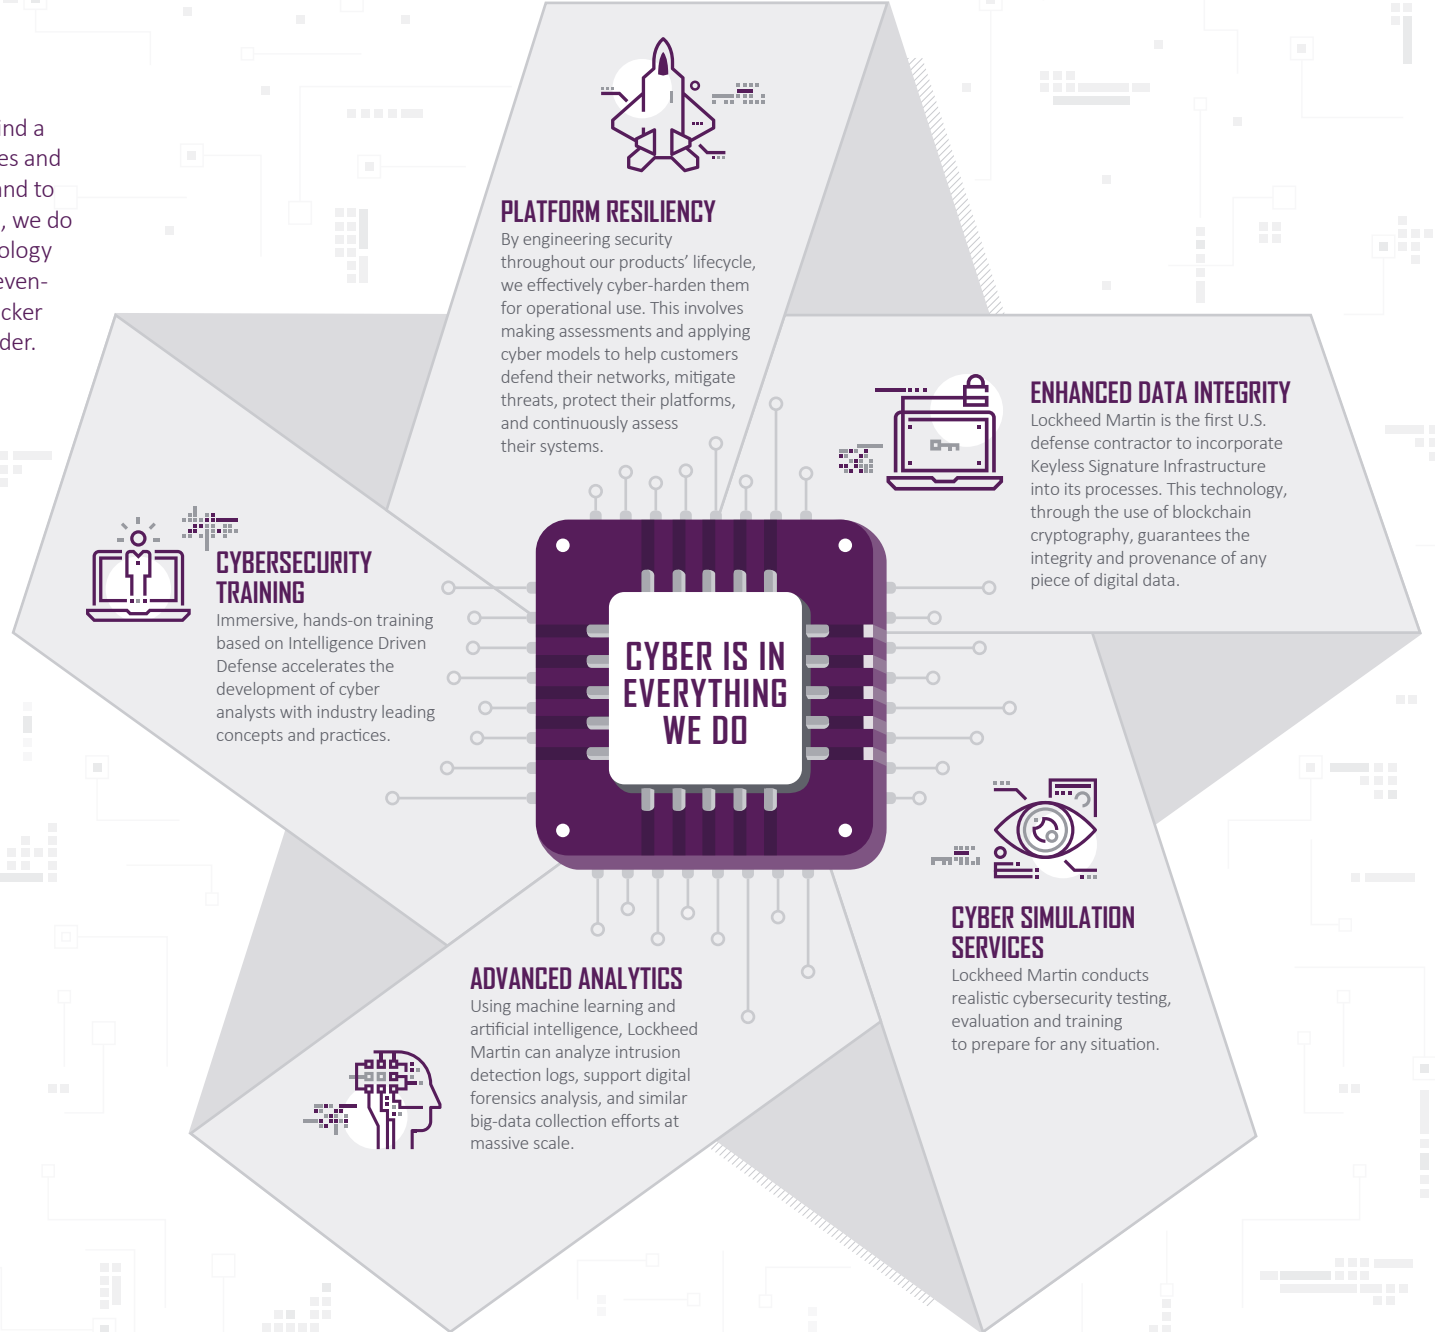 ind a
es and
and to
, we do
ology
even-
cker
der.
PLATFORM RESILIENCY
By engineering security
throughout our products’ lifecycle,
we effectively cyber-harden them
for operational use. This involves
making assessments and applying
cyber models to help customers
defend their networks, mitigate
threats, protect their platforms,
and continuously assess
their systems.
ENHANCED DATA INTEGRITY
Lockheed Martin is the first U.S.
defense contractor to incorporate
Keyless Signature Infrastructure
into its processes. This technology,
through the use of blockchain
cryptography, guarantees the
integrity and provenance of any
piece of digital data.
CYBERSECURITY
TRAINING
Immersive, hands-on training
based on Intelligence Driven
Defense accelerates the
development of cyber
analysts with industry leading
concepts and practices.
CYBER IS IN
EVERYTHING
WE DO
CYBER SIMULATION
SERVICES
Lockheed Martin conducts
realistic cybersecurity testing,
evaluation and training
to prepare for any situation.
ADVANCED ANALYTICS
Using machine learning and
artificial intelligence, Lockheed
Martin can analyze intrusion
detection logs, support digital
forensics analysis, and similar
big-data collection efforts at
massive scale.